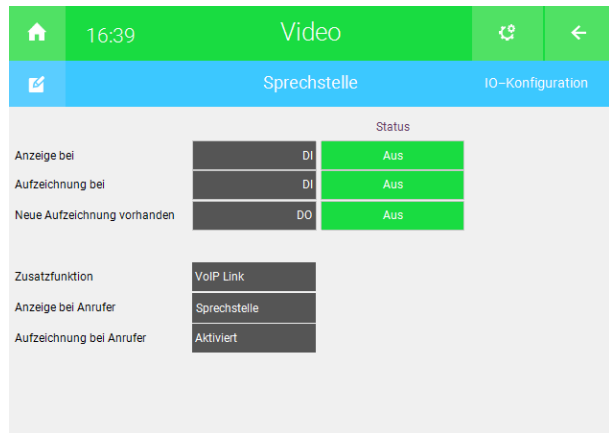 16:39 Video
Sprechstelle IO-Konfiguration
Status
Anzeige bei DI Aus
Aufzeichnung bei DI Aus
Neue Aufzeichnung vorhanden DO Aus
Zusatzfunktion VoIP Link
Anzeige bei Anrufer Sprechstelle
Aufzeichnung bei Anrufer Aktiviert